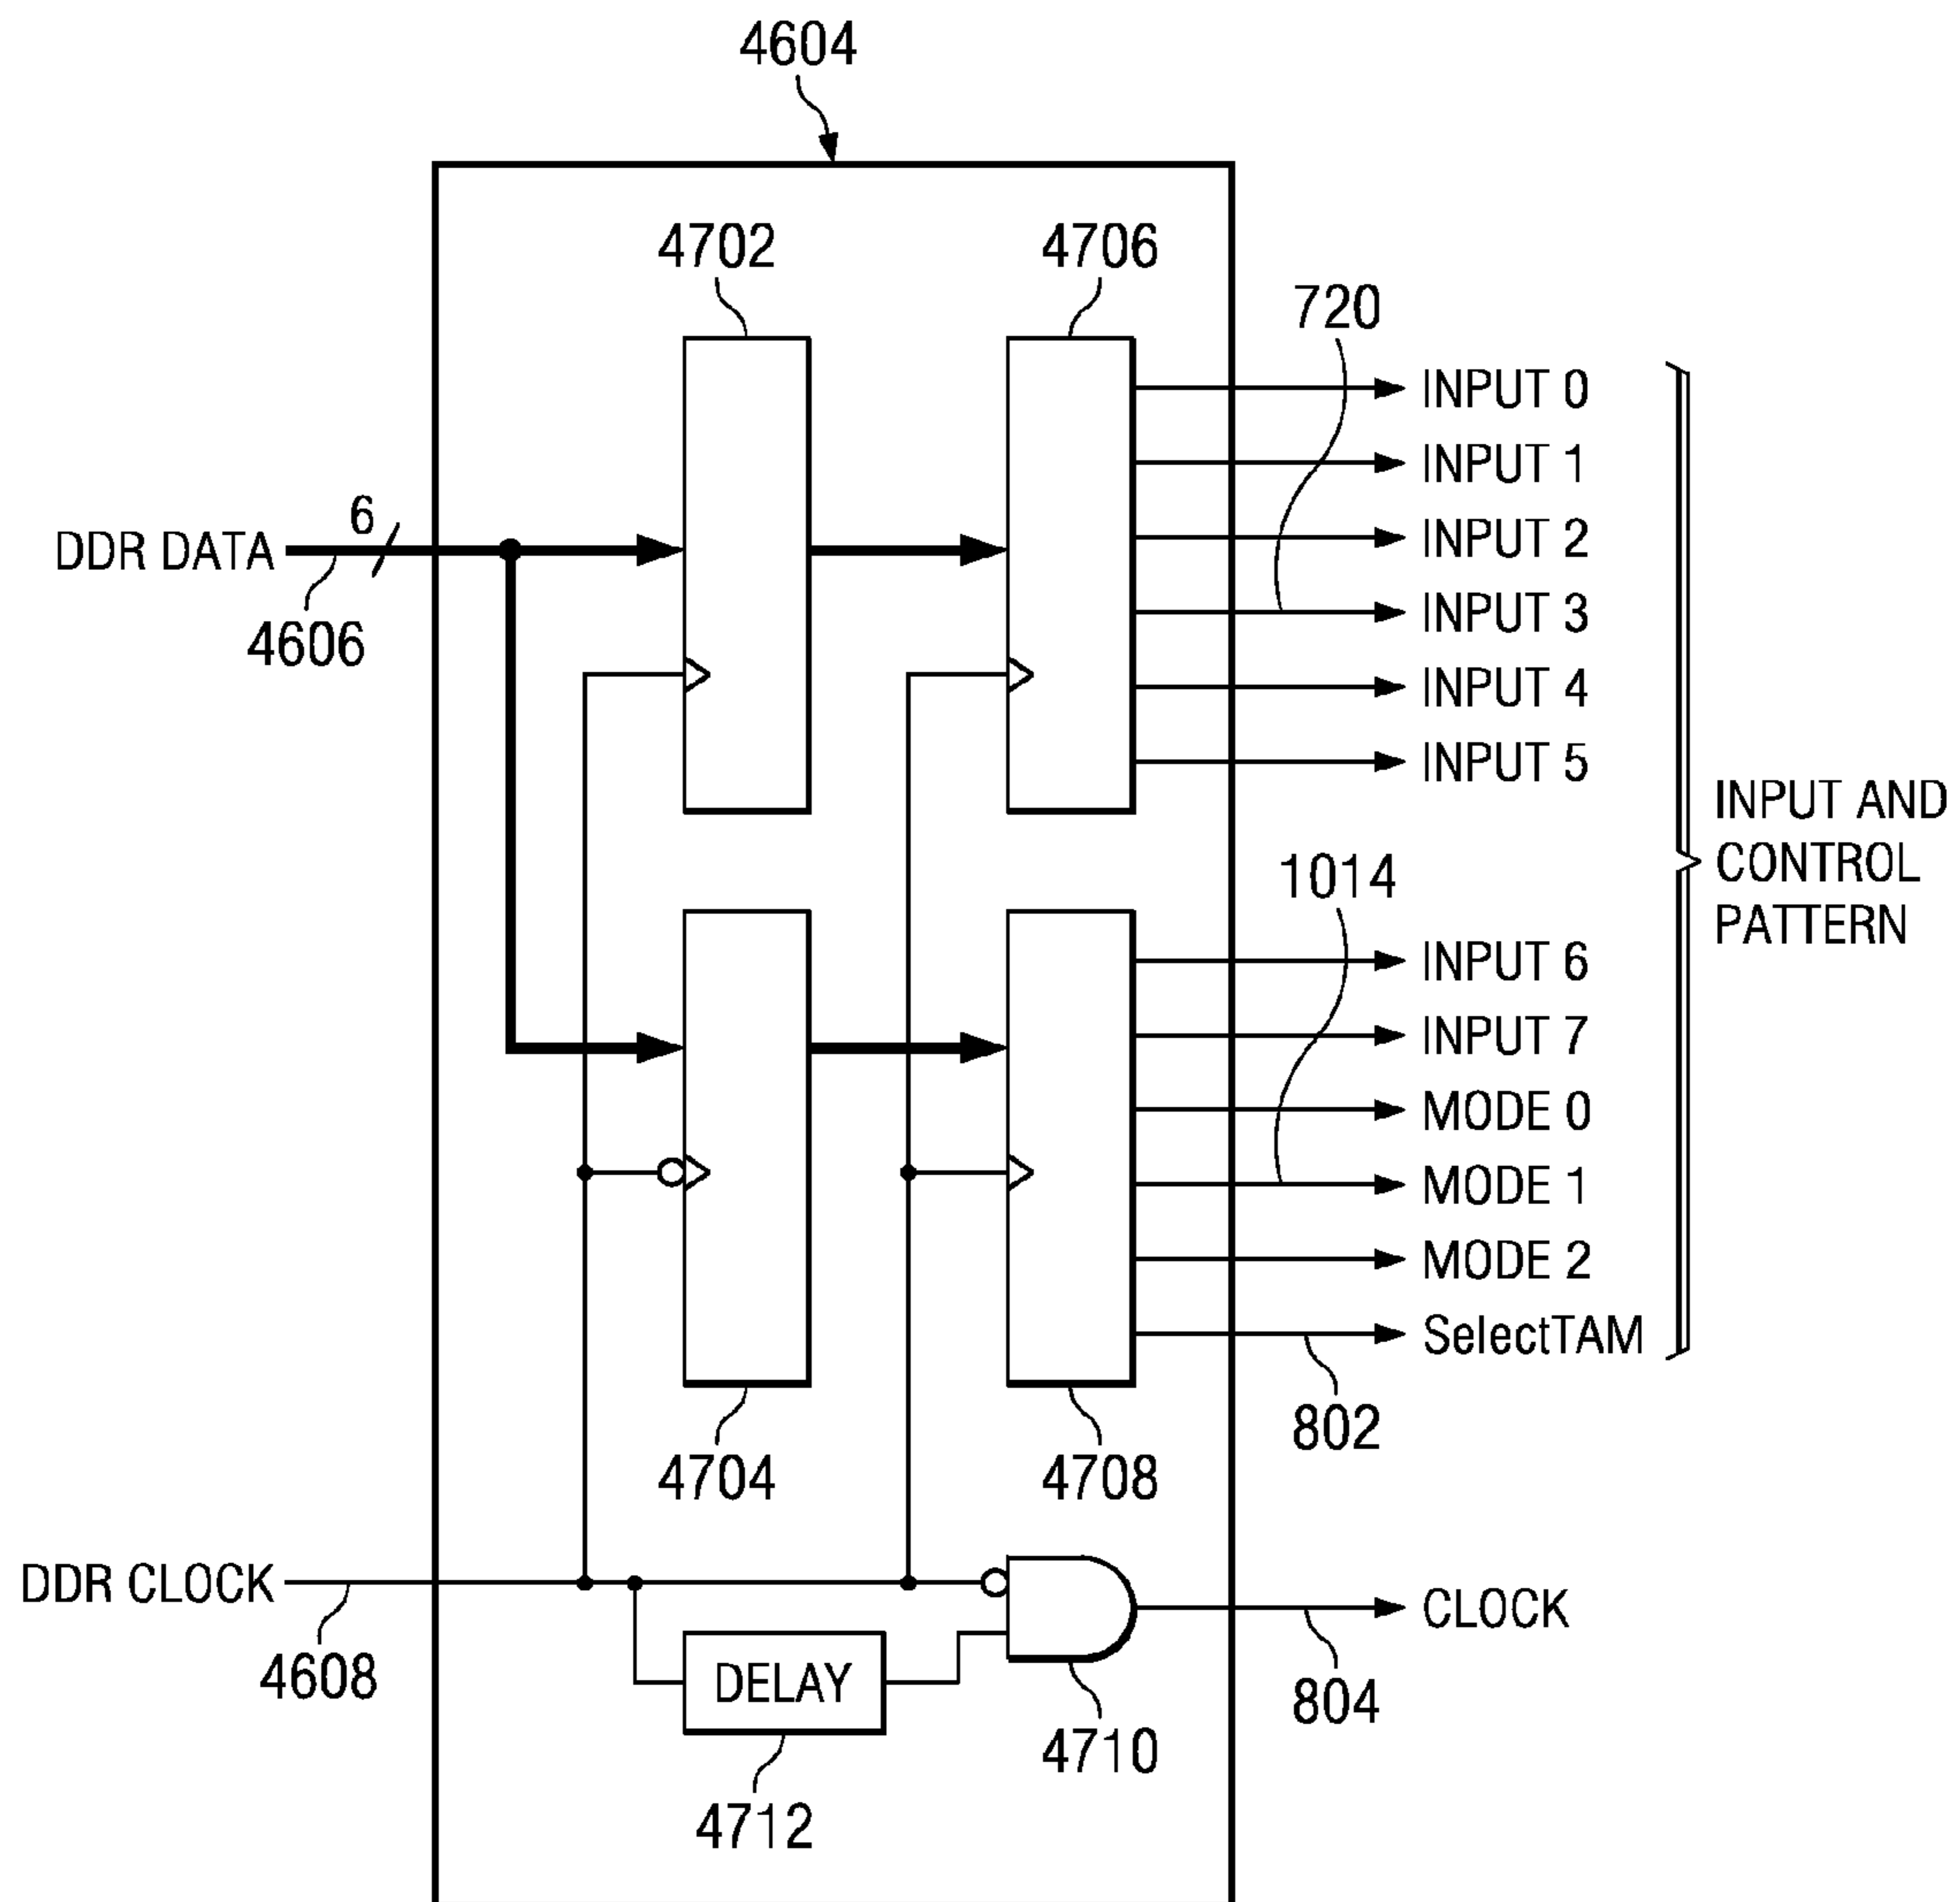 4604
4702
4706
720
INPUT 0
INPUT 1
INPUT 2
INPUT 3
INPUT 4
INPUT 5
6
DDR DATA
4606
INPUT AND
CONTROL
PATTERN
1014
INPUT 6
INPUT 7
MODE 0
MODE 1
MODE 2
SelectTAM
802
4704
4708
DDR CLOCK
4608
DELAY
4712
4710
CLOCK
804